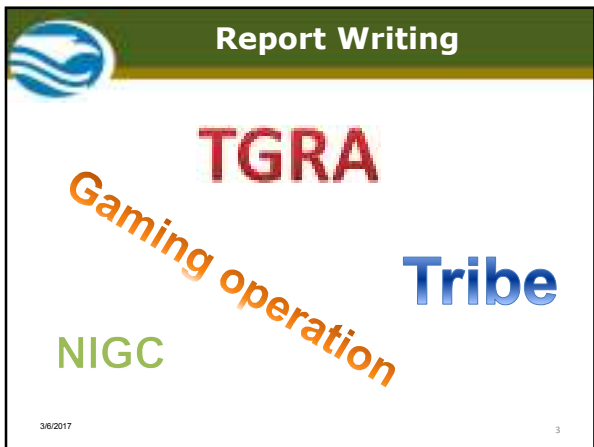 Report Writing
TGRA
Gaming operation
Tribe
NIGC
3/6/2017
3